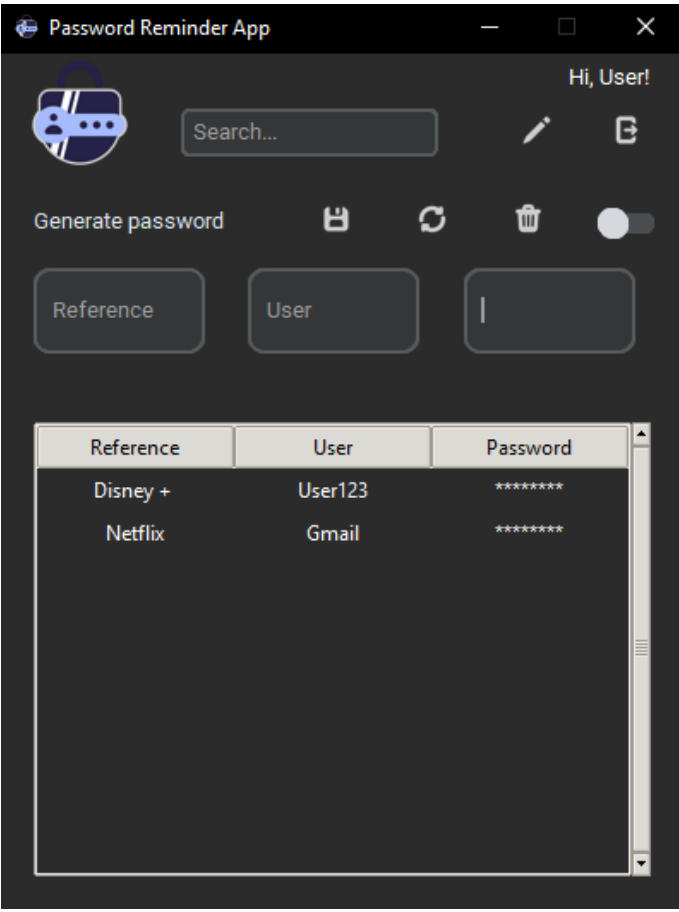 Password Reminder App
Hi, User!
Search...
Generate password
Reference User
Reference User Password
Disney + User123 ********
Netflix Gmail ********